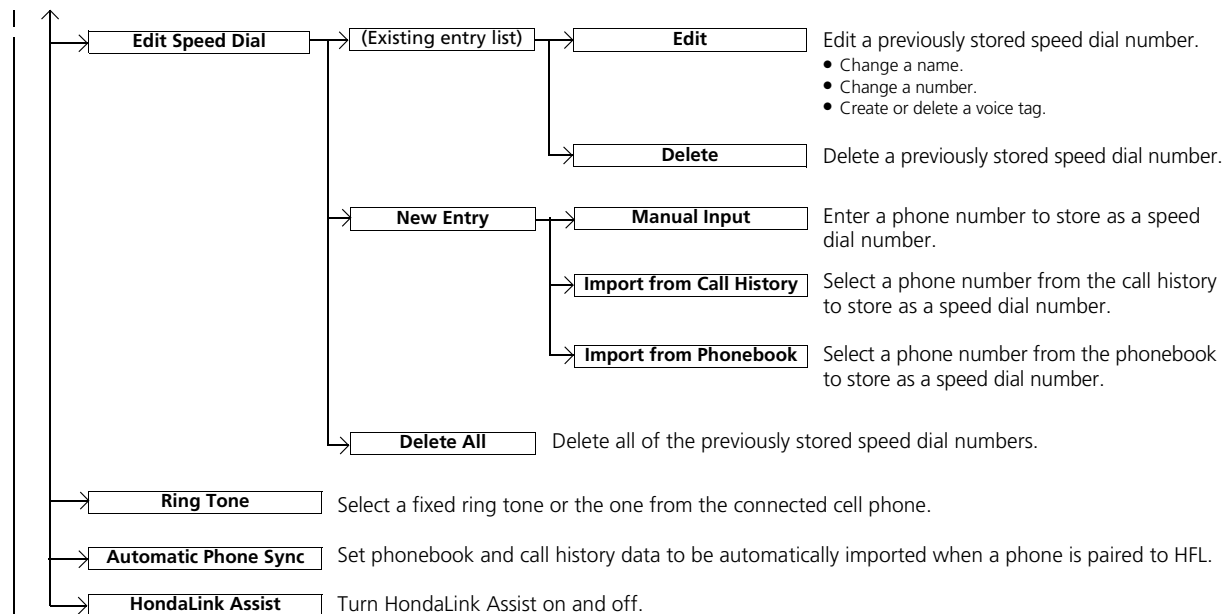 Edit Speed Dial
(Existing entry list)
Edit
Edit a previously stored speed dial number.
● Change a name.
● Change a number.
● Create or delete a voice tag.
Delete
Delete a previously stored speed dial number.
New Entry
Manual Input
Enter a phone number to store as a speed
dial number.
Import from Call History
Select a phone number from the call history
to store as a speed dial number.
Import from Phonebook
Select a phone number from the phonebook
to store as a speed dial number.
Delete All
Delete all of the previously stored speed dial numbers.
Ring Tone
Select a fixed ring tone or the one from the connected cell phone.
Automatic Phone Sync
Set phonebook and call history data to be automatically imported when a phone is paired to HFL.
HondaLink Assist
Turn HondaLink Assist on and off.